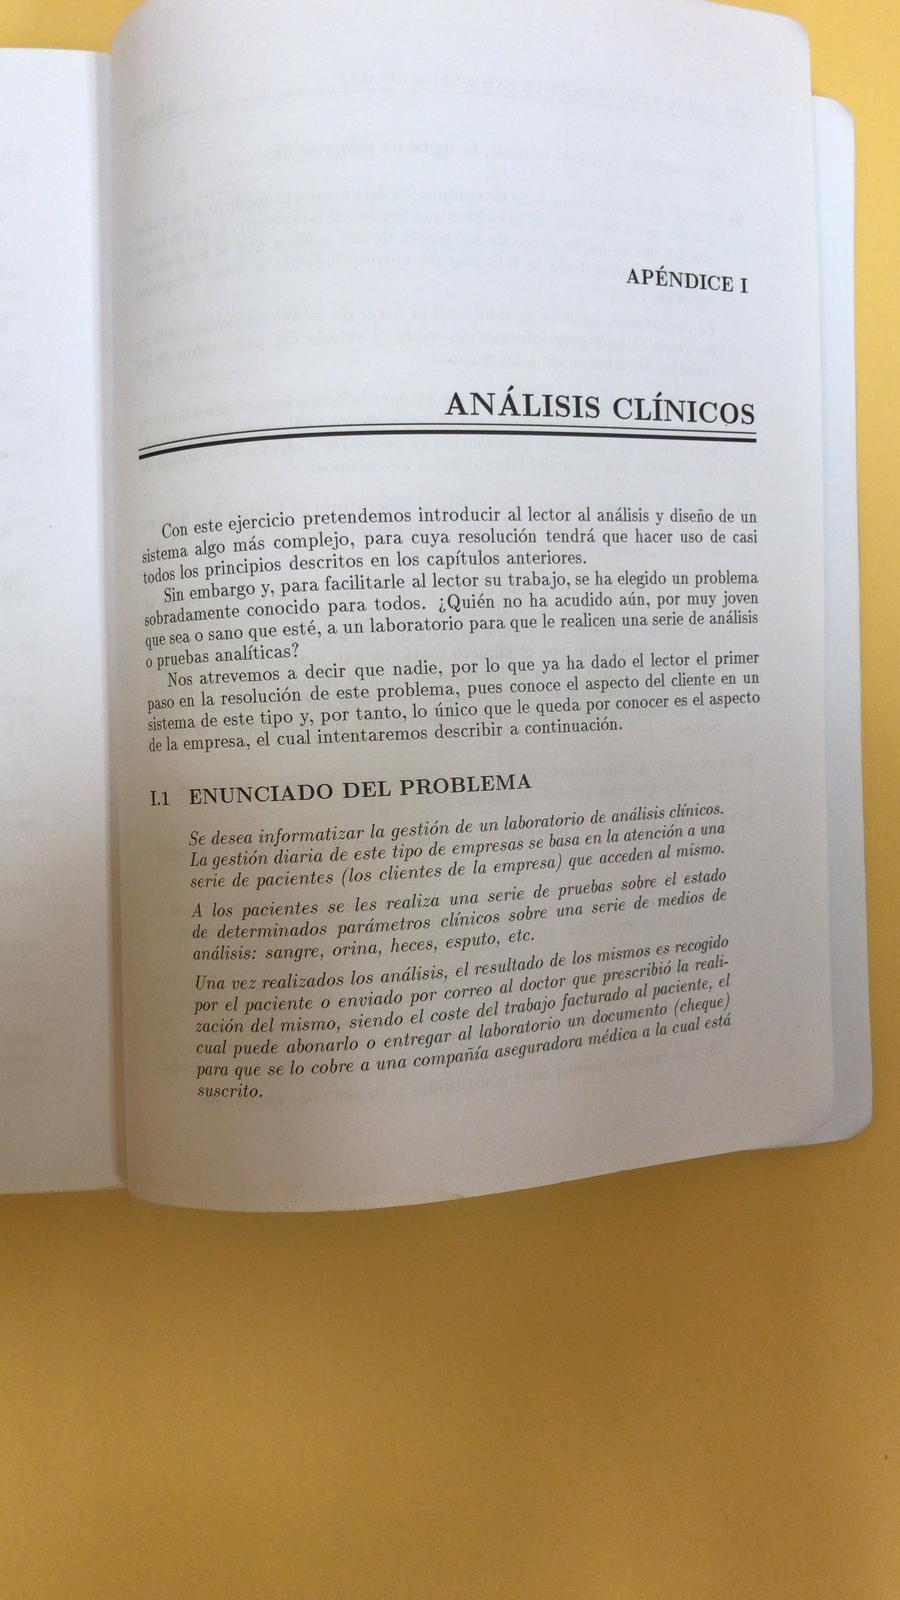 APÉNDICE I
ANÁLISIS CLÍNICOS
Con este ejercicio pretendemos introducir al lector al análisis y diseño de un
sistema algo más complejo, para cuya resolución tendrá que hacer uso de casi
todos los principios descritos en los capítulos anteriores.
Sin embargo y, para facilitarle al lector su trabajo, se ha elegido un problema
sobradamente conocido para todos. ¿Quién no ha acudido aún, por muy joven
que sea o sano que esté, a un laboratorio para que le realicen una serie de análisis
o pruebas analíticas?
Nos atrevemos a decir que nadie, por lo que ya ha dado el lector el primer
paso en la resolución de este problema, pues conoce el aspecto del cliente en un
sistema de este tipo y, por tanto, lo único que le queda por conocer es el aspecto
de la empresa, el cual intentaremos describir a continuación.
I.1 ENUNCIADO DEL PROBLEMA
Se desea informatizar la gestión de un laboratorio de análisis clínicos.
La gestión diaria de este tipo de empresas se basa en la atención a una
serie de pacientes (los clientes de la empresa) que acceden al mismo.
A los pacientes se les realiza una serie de pruebas sobre el estado
de determinados parámetros clínicos sobre una serie de medios de
análisis: sangre, orina, heces, esputo, etc.
Una vez realizados los análisis, el resultado de los mismos es recogido
por el paciente o enviado por correo al doctor que prescribió la reali-
zación del mismo, siendo el coste del trabajo facturado al paciente, el
cual puede abonarlo o entregar al laboratorio un documento (cheque)
para que se lo cobre a una compañía aseguradora médica a la cual está
suscrito.